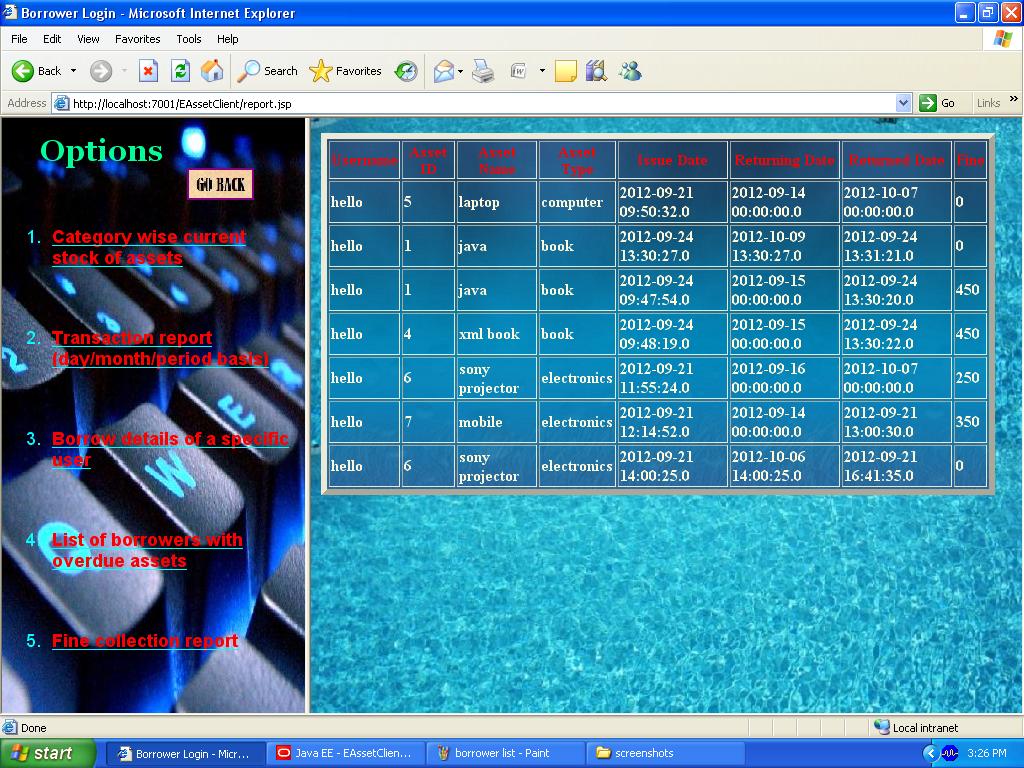 Borrower Login - Microsoft Internet Explorer
File Edit View Favorites Tools Help
Back Search Favorites
Address http://localhost:7001/EAssetClient/report.jsp Go Links »
Options
GO BACK
1. Category wise current
stock of assets
2. Transaction report
(day/month/period basis)
3. Borrow details of a specific
user
4. List of borrowers with
overdue assets
5. Fine collection report
Username Asset ID Asset Name Asset Type Issue Date Returning Date Returned Date Fine
hello 5 laptop computer 2012-09-21 09:50:32.0 2012-09-14 00:00:00.0 2012-10-07 00:00:00.0 0
hello 1 java book 2012-09-24 13:30:27.0 2012-10-09 13:30:27.0 2012-09-24 13:31:21.0 0
hello 1 java book 2012-09-24 09:47:54.0 2012-09-15 00:00:00.0 2012-09-24 13:30:20.0 450
hello 4 xml book book 2012-09-24 09:48:19.0 2012-09-15 00:00:00.0 2012-09-24 13:30:22.0 450
hello 6 sony projector electronics 2012-09-21 11:55:24.0 2012-09-16 00:00:00.0 2012-10-07 00:00:00.0 250
hello 7 mobile electronics 2012-09-21 12:14:52.0 2012-09-14 00:00:00.0 2012-09-21 13:00:30.0 350
hello 6 sony projector electronics 2012-09-21 14:00:25.0 2012-10-06 14:00:25.0 2012-09-21 16:41:35.0 0
Done Local intranet
start Borrower Login - Micr... Java EE - EAssetClien... borrower list - Paint screenshots 3:26 PM